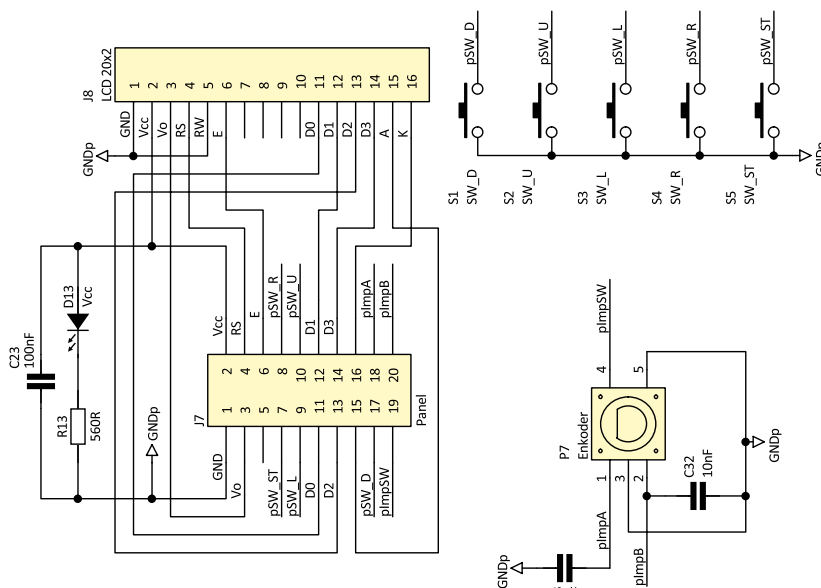 J8
LCD 20x2
1
2
3
4
5
6
7
8
9
10
11
12
13
14
15
16
GND
Vcc
Vo
RS
RW
E
D0
D1
D2
D3
A
K
GNDp
C23
100nF
D13
Vcc
R13
560R
GNDp
J7
Panel
Vcc
RS
E
pSW_R
pSW_U
D1
D3
pImpA
pImpB
2
4
6
8
10
12
14
16
18
20
1
3
5
7
9
11
13
15
17
19
GND
Vo
pSW_ST
pSW_L
D0
D2
pSW_D
pImpSW
pSW_D
pSW_U
pSW_L
pSW_R
pSW_ST
S1
SW_D
S2
SW_U
S3
SW_L
S4
SW_R
S5
SW_ST
GNDp
pImpSW
4
5
P7
Enkoder
1
3
2
C32
10nF
GNDp
pImpA
pImpB
GNDp